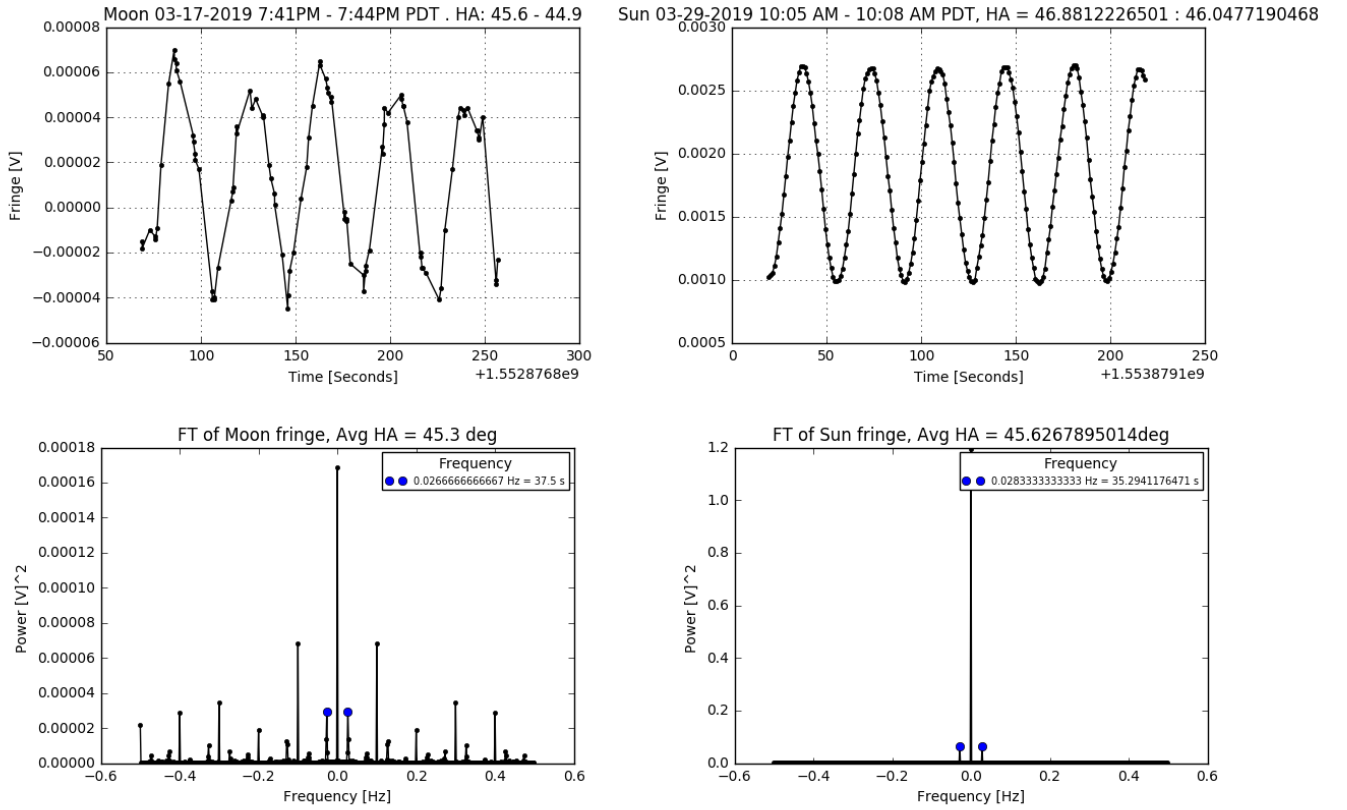 Moon 03-17-2019 7:41PM - 7:44PM PDT . HA: 45.6 - 44.9
0.00008
0.00006
0.00004
0.00002
0.00000
−0.00002
−0.00004
−0.00006
Fringe [V]
50 100 150 200 250 300
Time [Seconds]
+1.5528768e9
Sun 03-29-2019 10:05 AM - 10:08 AM PDT, HA = 46.8812226501 : 46.0477190468
0.0030
0.0025
0.0020
0.0015
0.0010
0.0005
Fringe [V]
0 50 100 150 200 250
Time [Seconds]
+1.5538791e9
FT of Moon fringe, Avg HA = 45.3 deg
0.00018
0.00016
0.00014
0.00012
0.00010
0.00008
0.00006
0.00004
0.00002
0.00000
Power [V]^2
Frequency
0.0266666666667 Hz = 37.5 s
−0.6 −0.4 −0.2 0.0 0.2 0.4 0.6
Frequency [Hz]
FT of Sun fringe, Avg HA = 45.6267895014deg
1.2
1.0
0.8
0.6
0.4
0.2
0.0
Power [V]^2
Frequency
0.0283333333333 Hz = 35.2941176471 s
−0.6 −0.4 −0.2 0.0 0.2 0.4 0.6
Frequency [Hz]